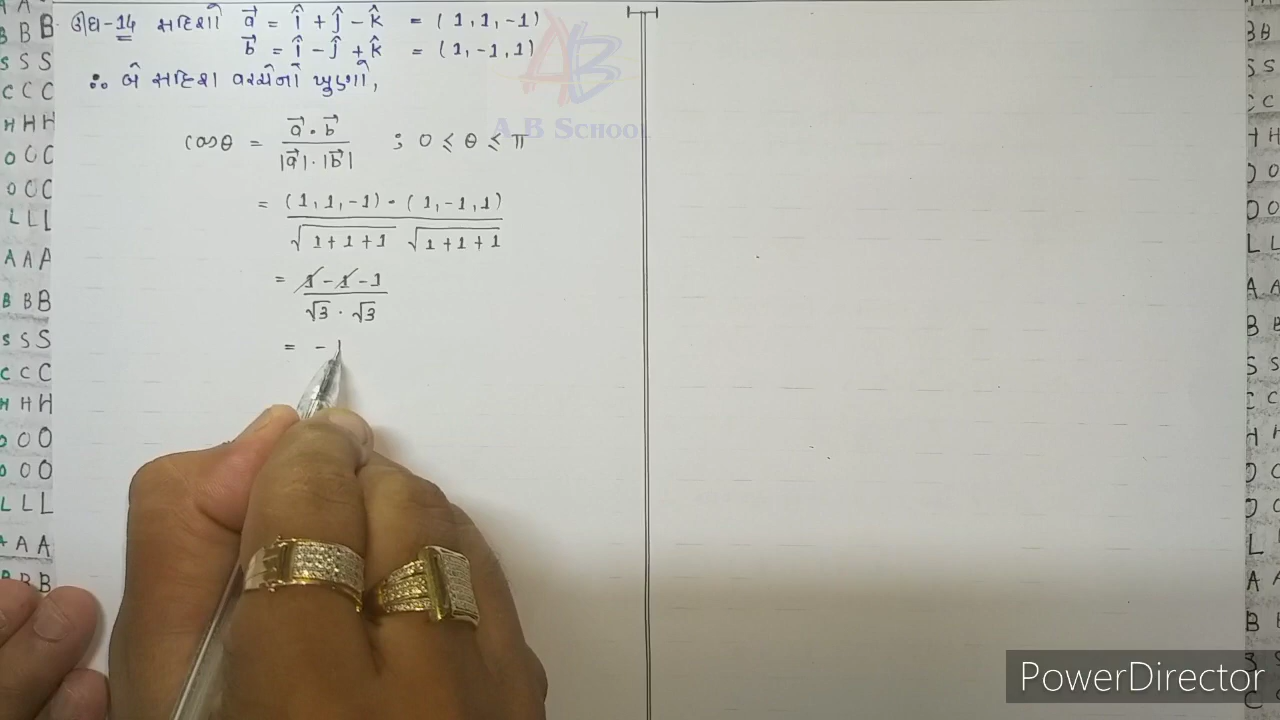 ઉદા-14 સદિશો a⃗ = î + ĵ - k̂ = (1, 1, -1)
b⃗ = î - ĵ + k̂ = (1, -1, 1)
∴ બે સદિશ વચ્ચેનો ખૂણો,
A B SCHOOL
cosθ = a⃗ · b⃗ / |a⃗| · |b⃗| ; 0 ≤ θ ≤ π
= (1, 1, -1) · (1, -1, 1) / √1+1+1 √1+1+1
= 1 - 1 - 1 / √3 · √3
= -1
PowerDirector